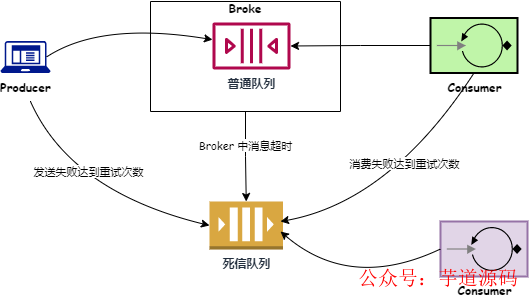 Broke
普通队列
Producer
Consumer
Broker 中消息超时
发送失败达到重试次数
消费失败达到重试次数
死信队列
公众号：芋道源码
Consumer